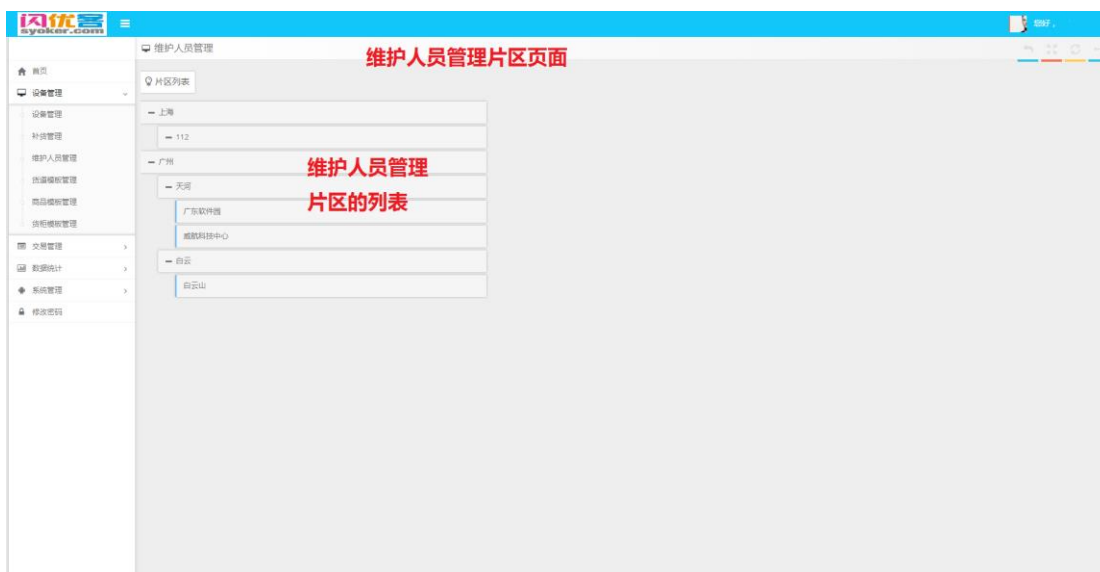 闪优客
syoker.com
您好，
维护人员管理
维护人员管理片区页面
首页
片区列表
设备管理
设备管理
补货管理
维护人员管理
货道模板管理
商品模板管理
货柜模板管理
交易管理
数据统计
系统管理
修改密码
上海
112
广州
维护人员管理
片区的列表
天河
广东软件园
威航科技中心
白云
白云山